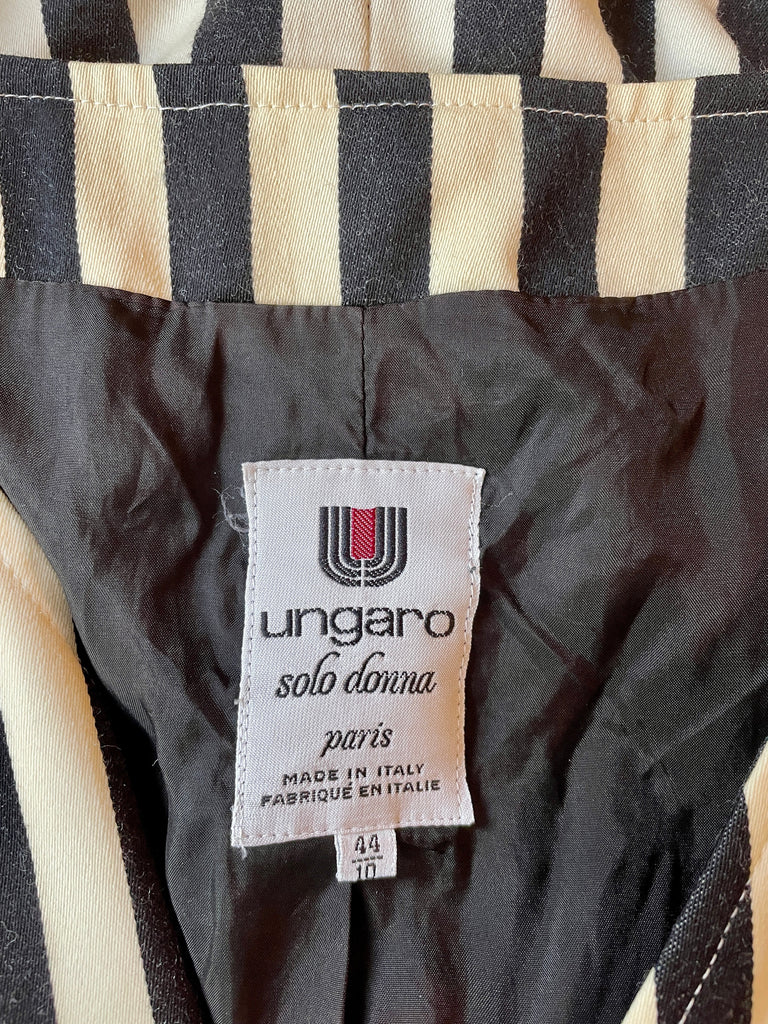 ungaro
solo donna
paris
MADE IN ITALY
FABRIQUÉ EN ITALIE
44
10